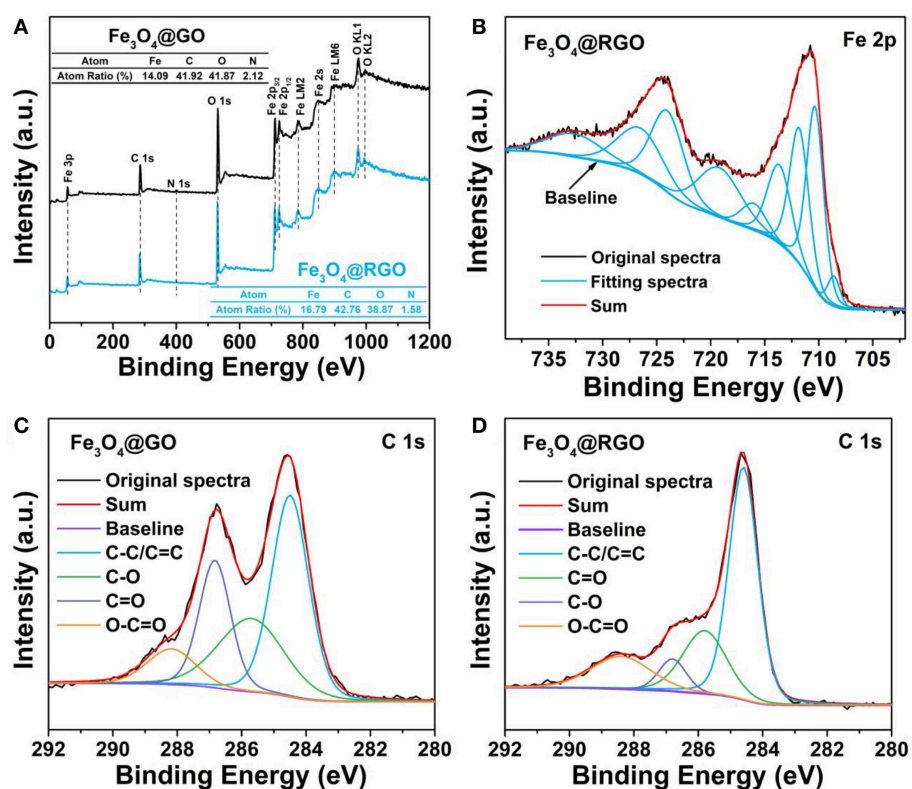 A
Fe₃O₄@GO
Atom Fe C O N
Atom Ratio (%) 14.09 41.92 41.87 2.12
Fe 3p
C 1s
N 1s
O 1s
Fe 2p₃/₂
Fe 2p₁/₂
Fe LM2
Fe 2s
Fe LM6
O KL1
O KL2
Fe₃O₄@RGO
Atom Fe C O N
Atom Ratio (%) 16.79 42.76 38.87 1.58
Intensity (a.u.)
0 200 400 600 800 1000 1200
Binding Energy (eV)
B
Fe₃O₄@RGO
Fe 2p
Baseline
Original spectra
Fitting spectra
Sum
Intensity (a.u.)
735 730 725 720 715 710 705
Binding Energy (eV)
C
Fe₃O₄@GO
C 1s
Original spectra
Sum
Baseline
C-C/C=C
C-O
C=O
O-C=O
Intensity (a.u.)
292 290 288 286 284 282 280
Binding Energy (eV)
D
Fe₃O₄@RGO
C 1s
Original spectra
Sum
Baseline
C-C/C=C
C=O
C-O
O-C=O
Intensity (a.u.)
292 290 288 286 284 282 280
Binding Energy (eV)